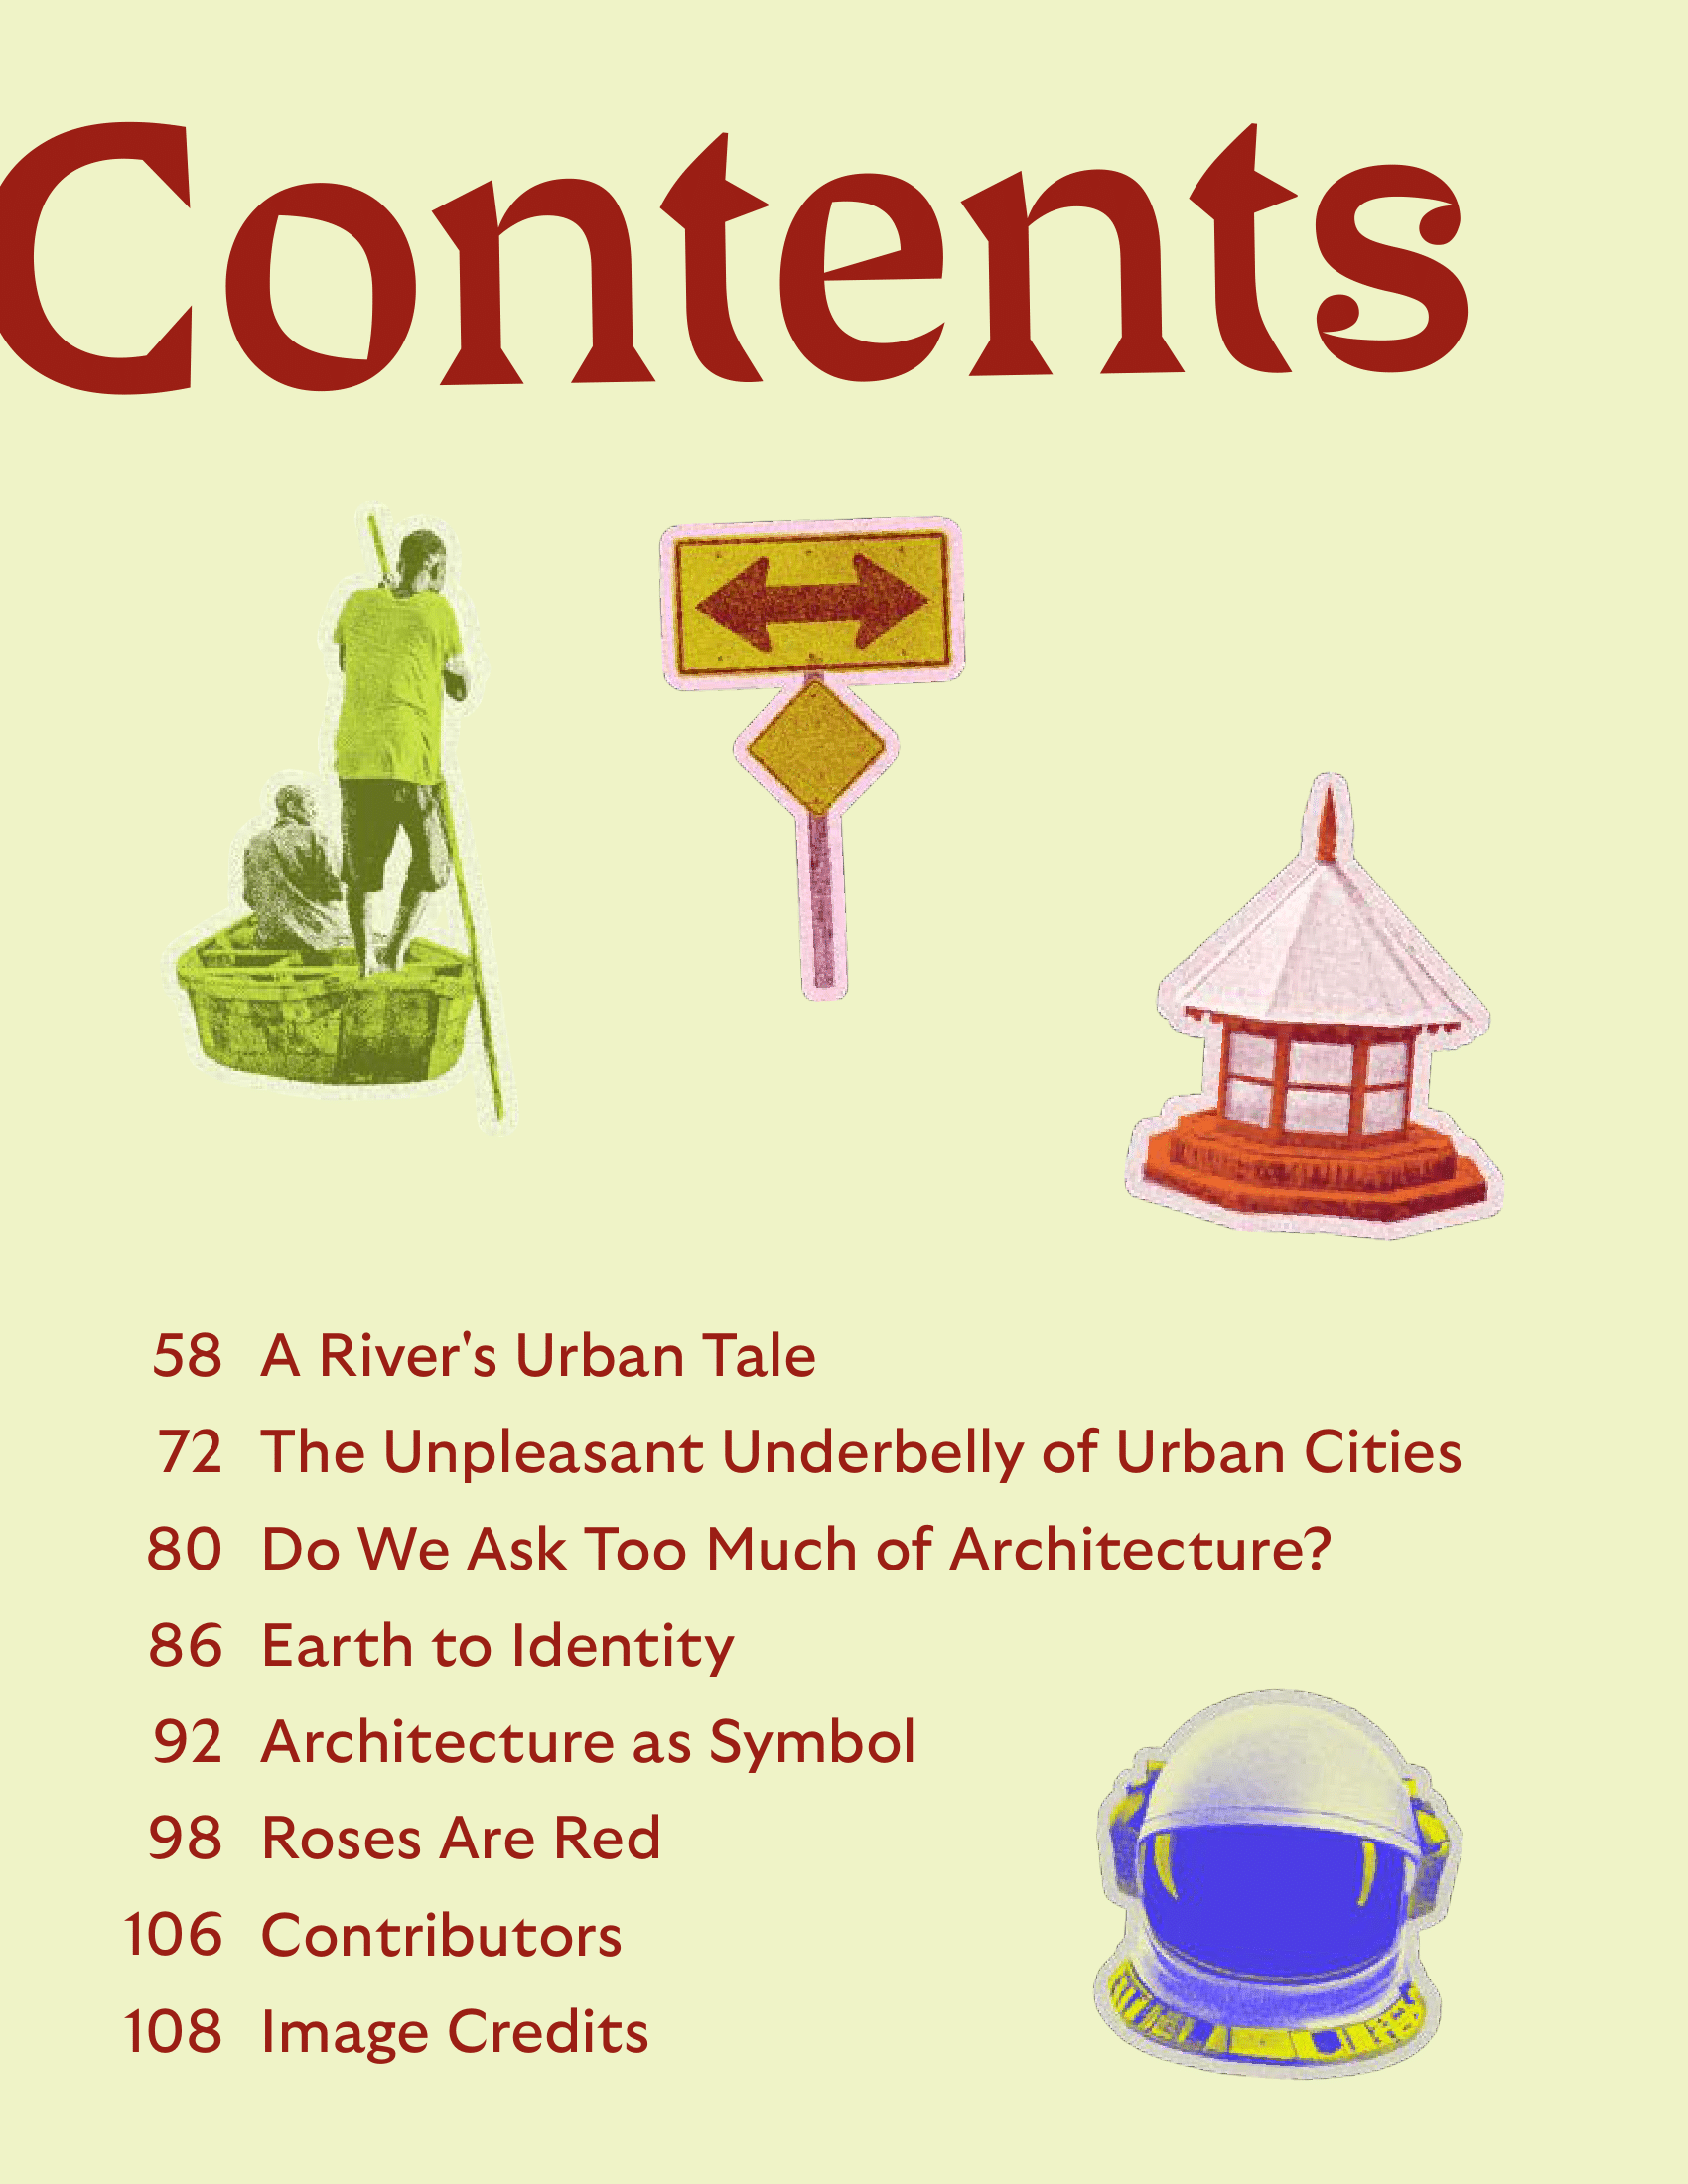 Contents
58 A River's Urban Tale
72 The Unpleasant Underbelly of Urban Cities
80 Do We Ask Too Much of Architecture?
86 Earth to Identity
92 Architecture as Symbol
98 Roses Are Red
106 Contributors
108 Image Credits